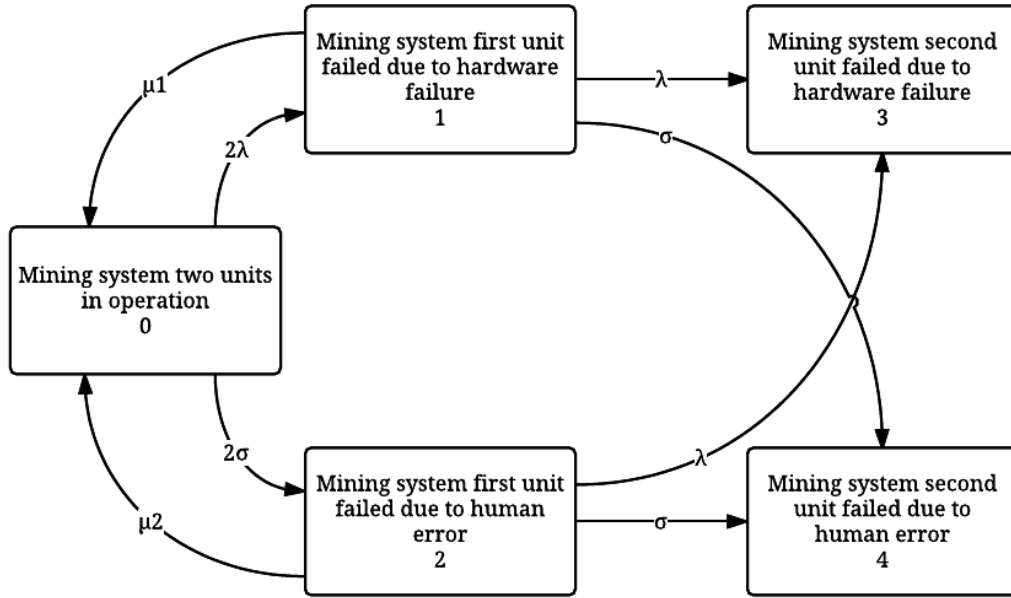 Mining system first unit
failed due to hardware
failure
1
Mining system second
unit failed due to
hardware failure
3
μ1
λ
σ
2λ
Mining system two units
in operation
0
2σ
λ
μ2
Mining system first unit
failed due to human
error
2
σ
Mining system second
unit failed due to
human error
4